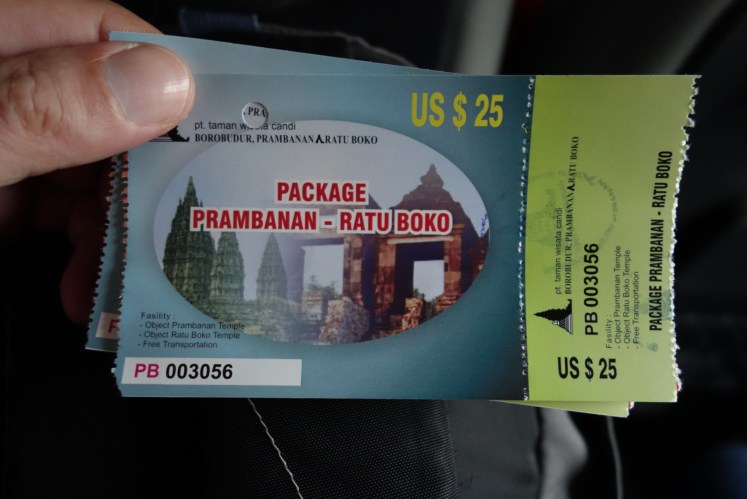 PRA
US $ 25
pt. taman wisata candi
BOROBUDUR, PRAMBANAN RATU BOKO
PACKAGE
PRAMBANAN - RATU BOKO
Fasility :
- Object Prambanan Temple
- Object Ratu Boko Temple
- Free Transportation
PB 003056
pt. taman wisata candi
BOROBUDUR, PRAMBANAN RATU BOKO
PB 003056
Fasility :
- Object Prambanan Temple
- Object Ratu Boko Temple
- Free Transportation
PACKAGE PRAMBANAN - RATU BOKO
US $ 25